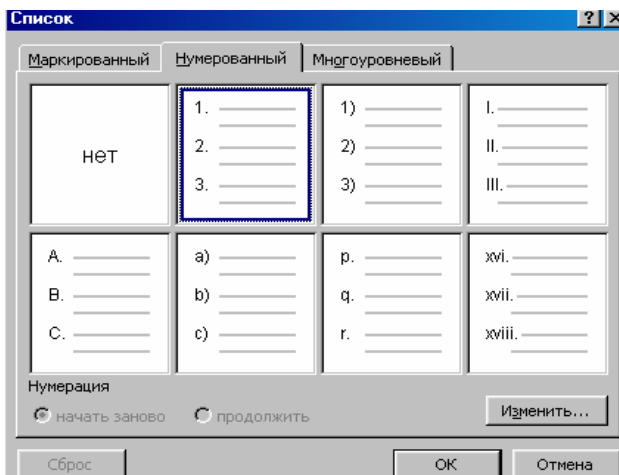 Список
Маркированный Нумерованный Многоуровневый
нет
1.
2.
3.
1)
2)
3)
I.
II.
III.
A.
B.
C.
a)
b)
c)
p.
q.
r.
xvi.
xvii.
xviii.
Нумерация
начать заново продолжить Изменить...
Сброс ОК Отмена